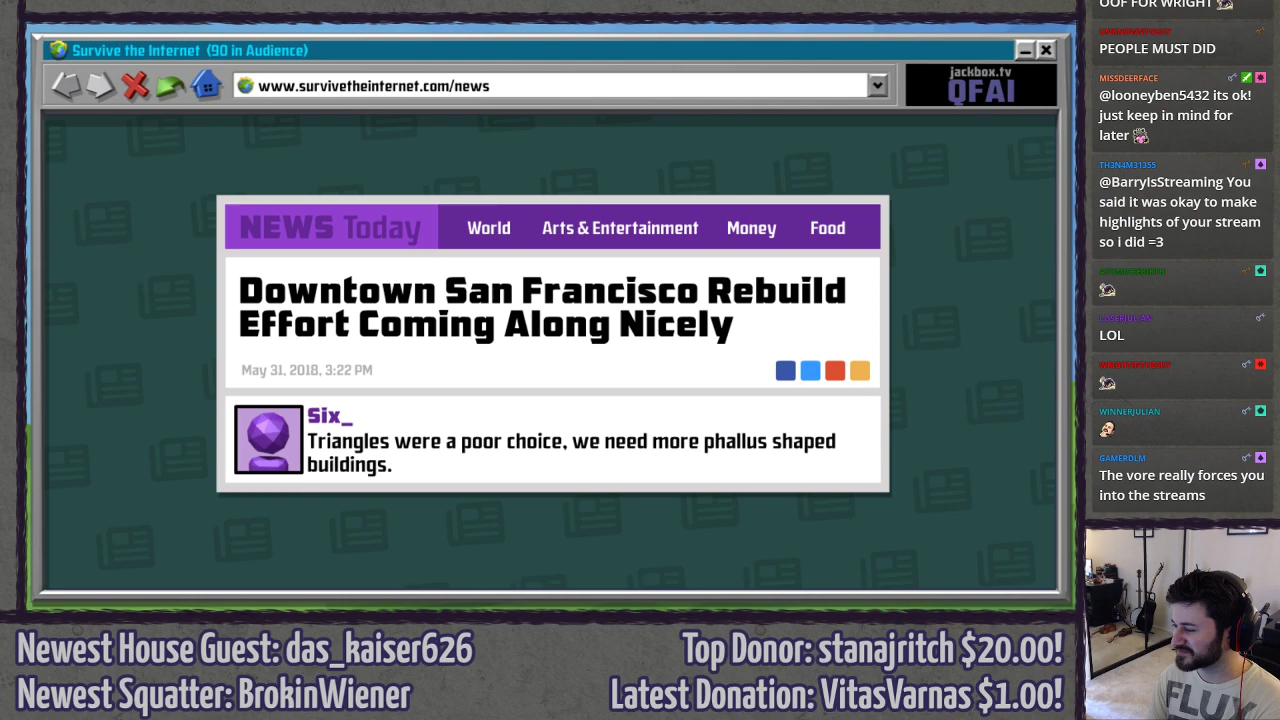 Survive the Internet (90 in Audience)
www.survivetheinternet.com/news
jackbox.tv
QFAI
NEWS Today
World
Arts & Entertainment
Money
Food
Downtown San Francisco Rebuild
Effort Coming Along Nicely
May 31, 2018, 3:22 PM
Six_
Triangles were a poor choice, we need more phallus shaped
buildings.
OOF FOR WRIGHT
PEOPLE MUST DID
MISSDEERFACE
@looneyben5432 its ok!
just keep in mind for
later
TH3N4M31355
@BarryIsStreaming You
said it was okay to make
highlights of your stream
so i did =3
LOSERJULIAN
LOL
WINNERJULIAN
GAMERDLM
The vore really forces you
into the streams
FLUX
Newest House Guest: das_kaiser626
Newest Squatter: BrokinWiener
Top Donor: stanajritch $20.00!
Latest Donation: VitasVarnas $1.00!